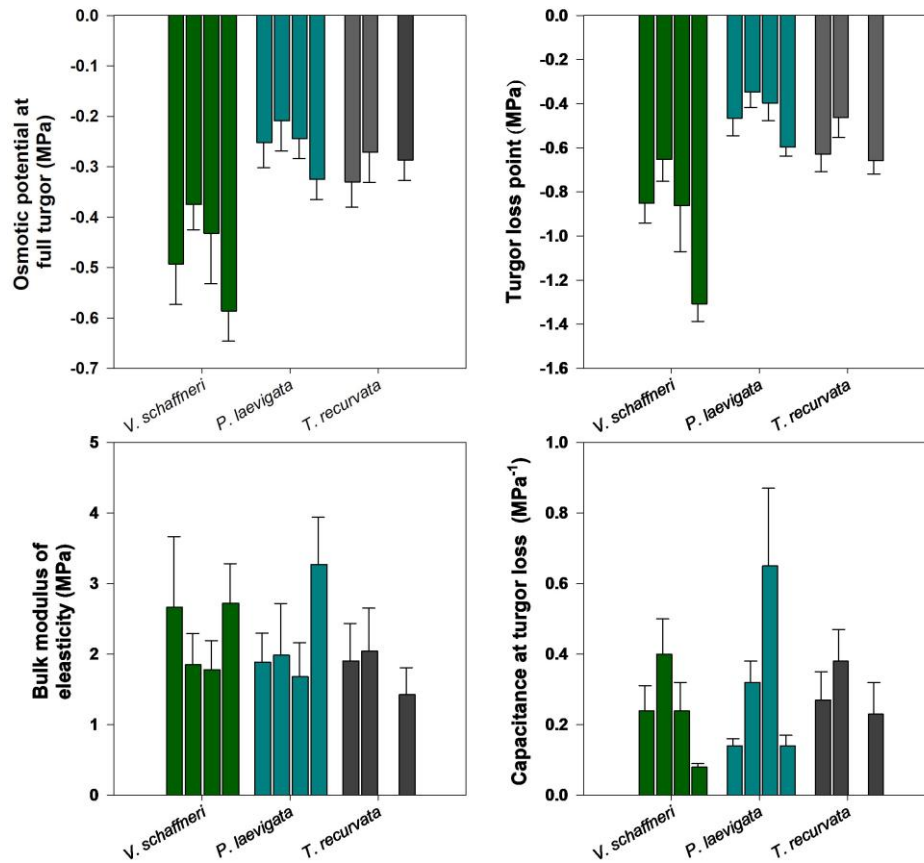 Osmotic potential at
full turgor (MPa)
0.0
-0.1
-0.2
-0.3
-0.4
-0.5
-0.6
-0.7
V. schaffneri
P. laevigata
T. recurvata
Turgor loss point (MPa)
0.0
-0.2
-0.4
-0.6
-0.8
-1.0
-1.2
-1.4
-1.6
V. schaffneri
P. laevigata
T. recurvata
Bulk modulus of
eleasticity (MPa)
5
4
3
2
1
0
V. schaffneri
P. laevigata
T. recurvata
Capacitance at turgor loss (MPa-1)
1.0
0.8
0.6
0.4
0.2
0.0
V. schaffneri
P. laevigata
T. recurvata